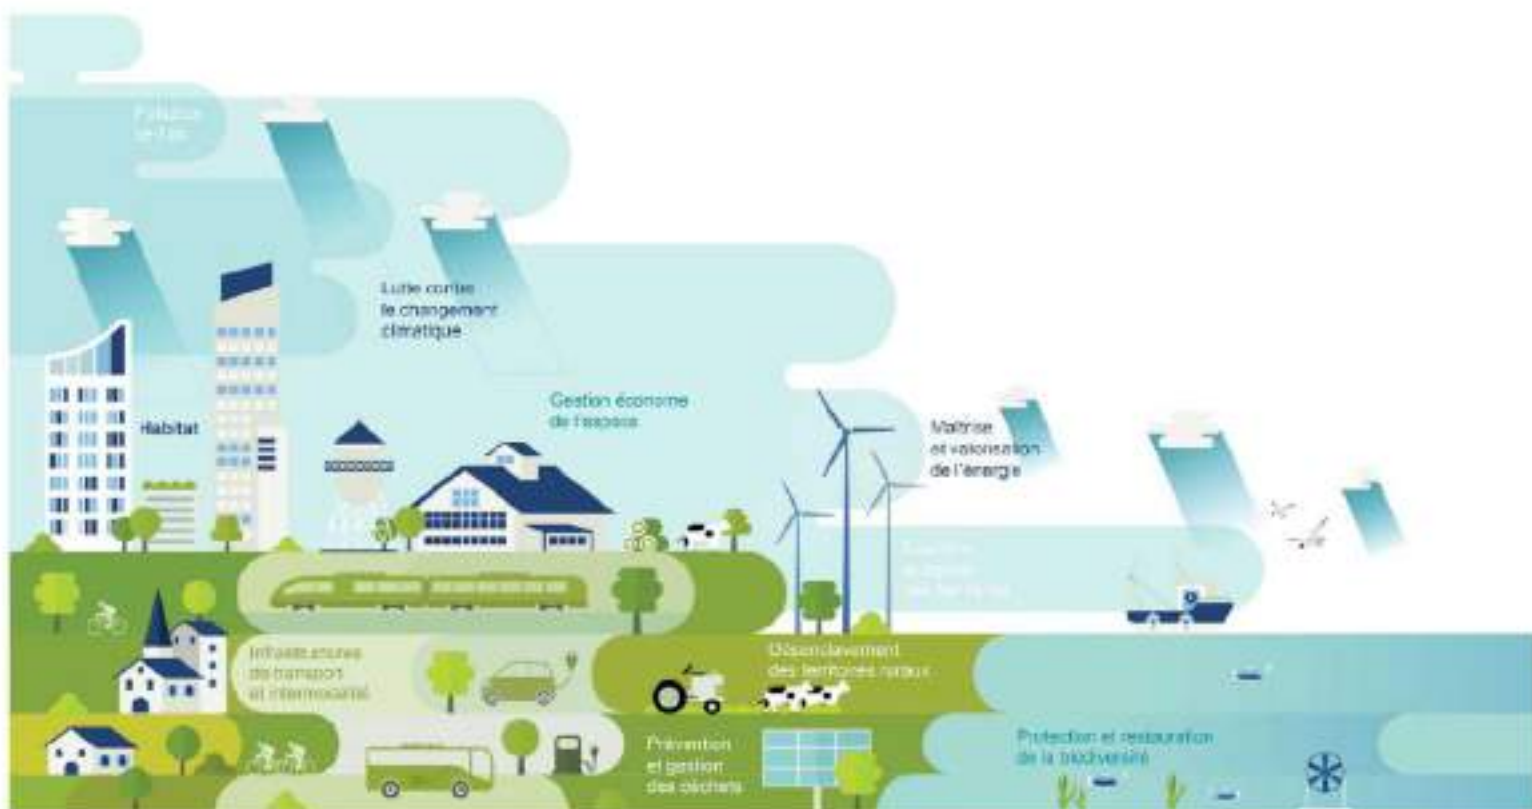 Lutte contre
le changement
climatique
Gestion économe
de l'espace
Habitat
Maîtrise
et valorisation
de l'énergie
Infrastructures
de transport
et intermodalité
Désenclavement
des territoires ruraux
Prévention
et gestion
des déchets
Protection et restauration
de la biodiversité